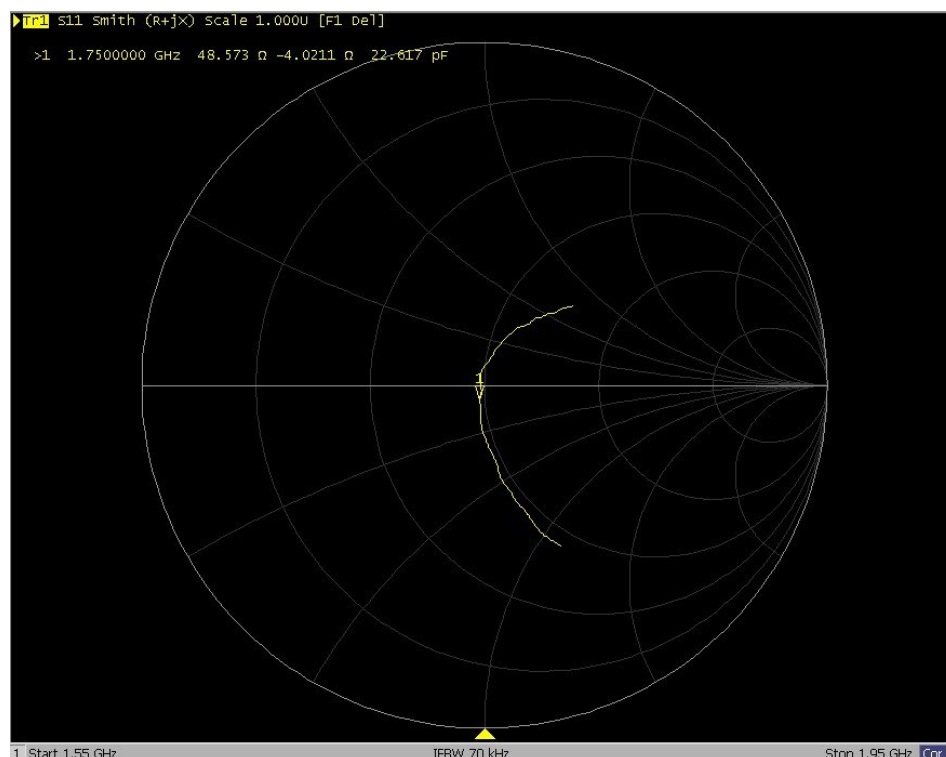 Tr1 S11 Smith (R+jX) Scale 1.000U [F1 Del]
>1 1.7500000 GHz 48.573 Ω -4.0211 Ω 22.617 pF
1
1 Start 1.55 GHz IFBW 70 kHz Stop 1.95 GHz Cor